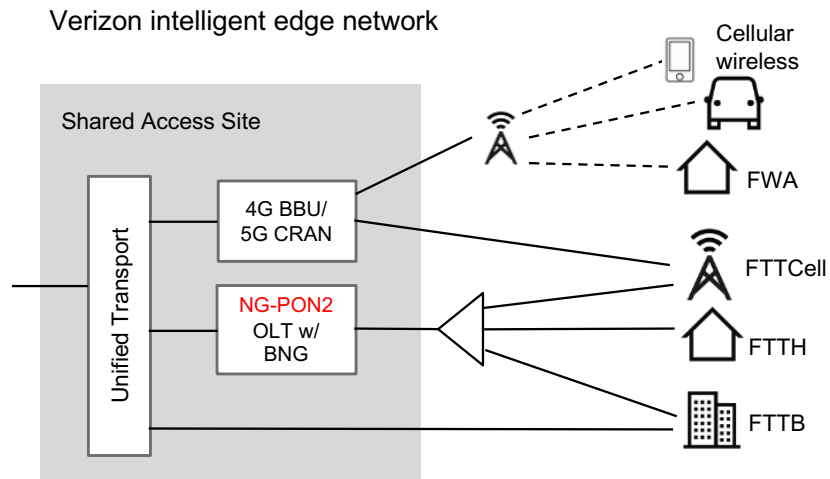 Verizon intelligent edge network
Cellular
wireless
Shared Access Site
FWA
4G BBU/
5G CRAN
Unified Transport
FTTCell
NG-PON2
OLT w/
BNG
FTTH
FTTB